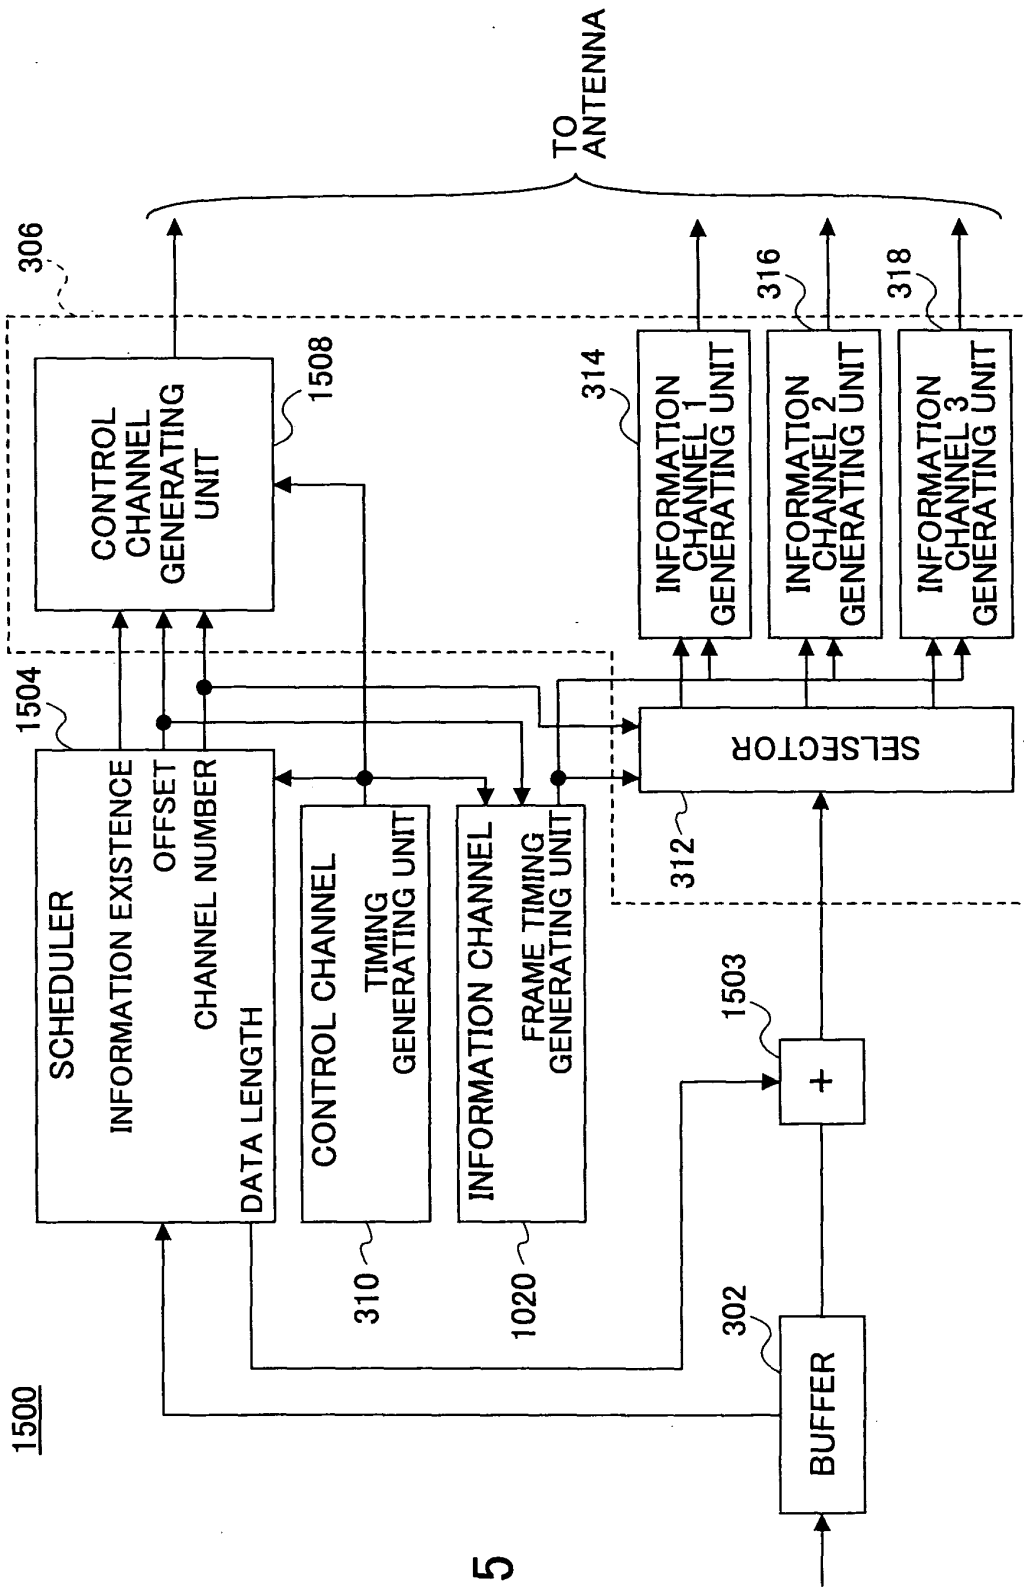 1500
SCHEDULER
INFORMATION EXISTENCE
OFFSET
CHANNEL NUMBER
DATA LENGTH
1504
CONTROL
CHANNEL
GENERATING
UNIT
1508
306
CONTROL CHANNEL
TIMING
GENERATING UNIT
310
INFORMATION CHANNEL
FRAME TIMING
GENERATING UNIT
1020
BUFFER
302
+
1503
SELSECTOR
312
INFORMATION
CHANNEL 1
GENERATING UNIT
314
INFORMATION
CHANNEL 2
GENERATING UNIT
316
INFORMATION
CHANNEL 3
GENERATING UNIT
318
TO
ANTENNA
5